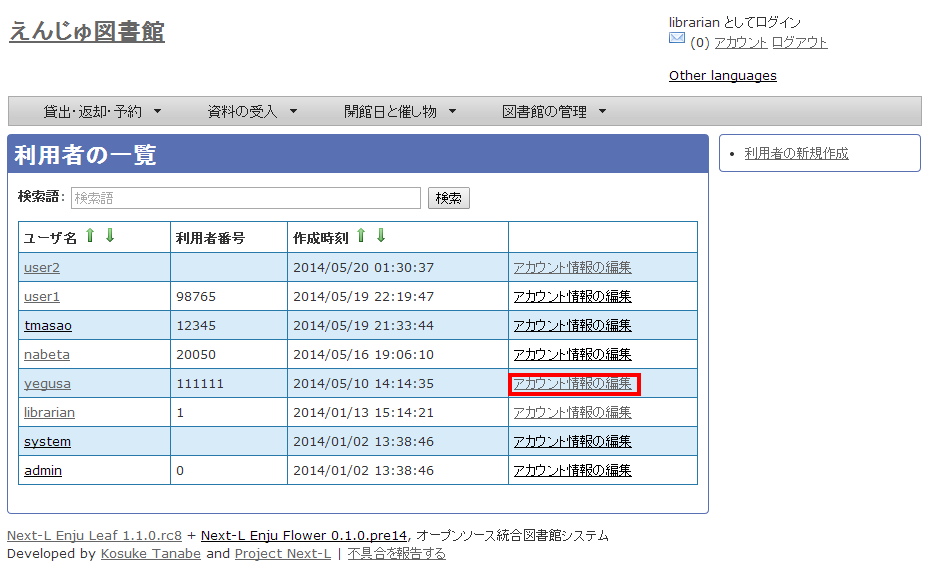 えんじゅ図書館
librarian としてログイン
(0) アカウント ログアウト
Other languages
貸出・返却・予約 ▼ 資料の受入 ▼ 開館日と催し物 ▼ 図書館の管理 ▼
利用者の一覧
• 利用者の新規作成
検索語: 検索語 検索
ユーザ名 ↑ ↓ 利用者番号 作成時刻 ↑ ↓
user2 2014/05/20 01:30:37 アカウント情報の編集
user1 98765 2014/05/19 22:19:47 アカウント情報の編集
tmasao 12345 2014/05/19 21:33:44 アカウント情報の編集
nabeta 20050 2014/05/16 19:06:10 アカウント情報の編集
yegusa 111111 2014/05/10 14:14:35 アカウント情報の編集
librarian 1 2014/01/13 15:14:21 アカウント情報の編集
system 2014/01/02 13:38:46 アカウント情報の編集
admin 0 2014/01/02 13:38:46 アカウント情報の編集
Next-L Enju Leaf 1.1.0.rc8 + Next-L Enju Flower 0.1.0.pre14, オープンソース統合図書館システム
Developed by Kosuke Tanabe and Project Next-L | 不具合を報告する